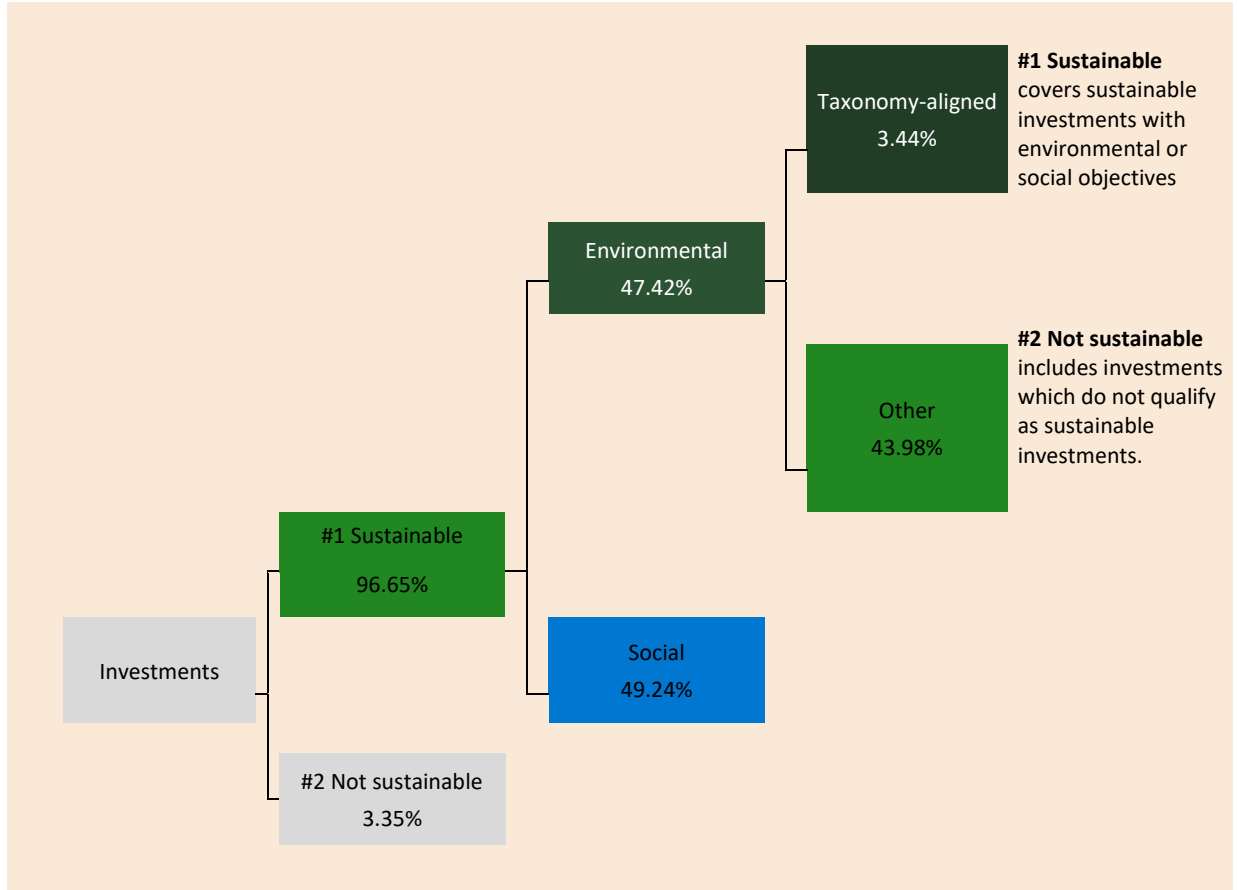 Taxonomy-aligned
3.44%
#1 Sustainable
covers sustainable
investments with
environmental or
social objectives
Environmental
47.42%
Other
43.98%
#2 Not sustainable
includes investments
which do not qualify
as sustainable
investments.
#1 Sustainable
96.65%
Investments
Social
49.24%
#2 Not sustainable
3.35%